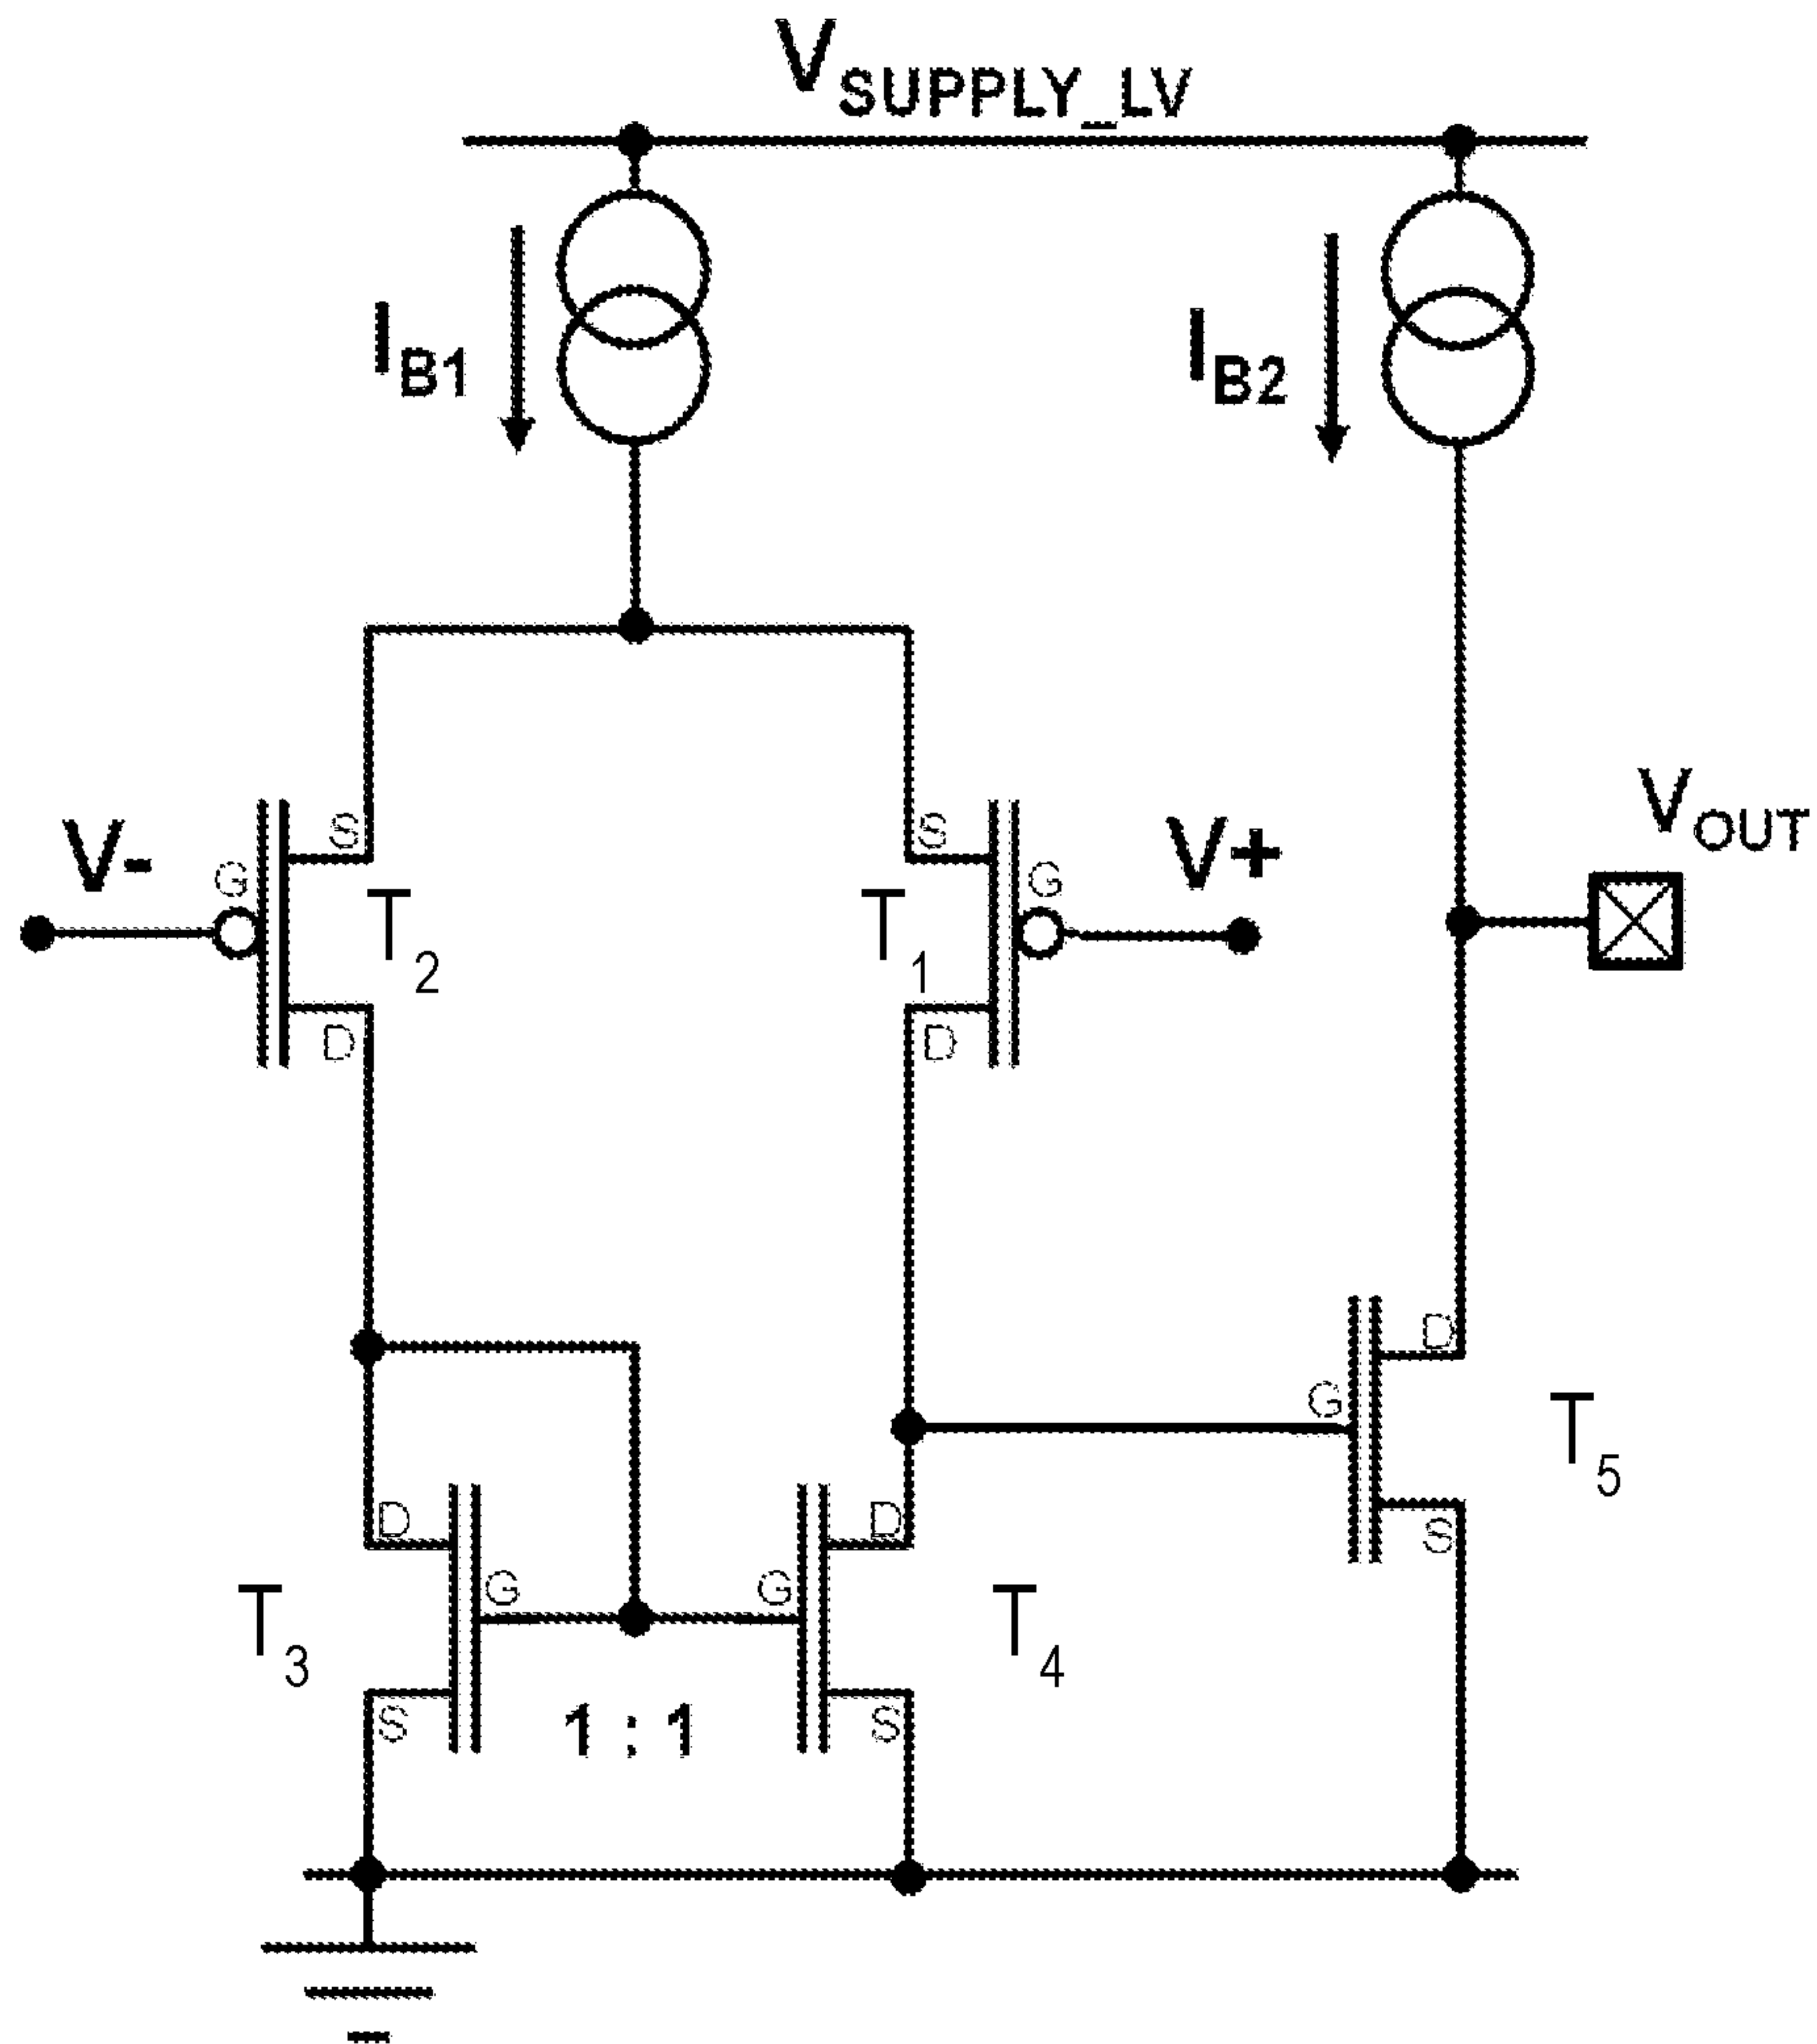 VSUPPLY_LV
IB1
IB2
V-
G
S
D
T2
S
G
D
T1
V+
VOUT
D
G
S
T5
D
G
S
T3
1 : 1
D
G
S
T4